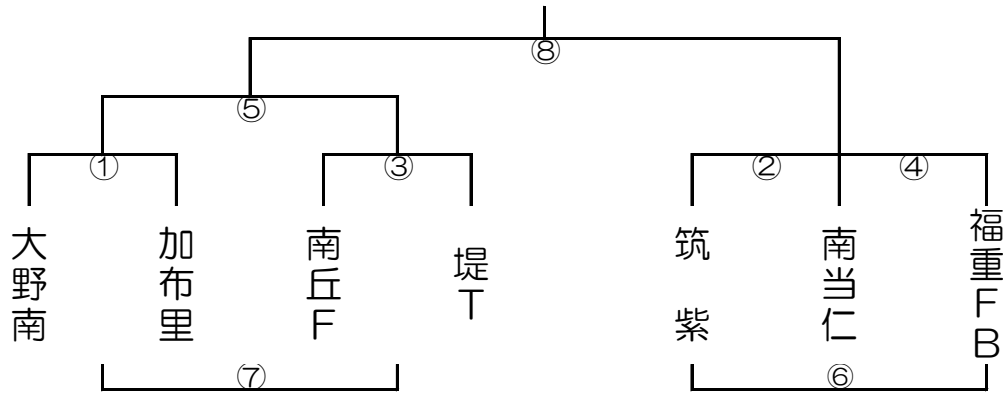 ⑧
⑤
① ③ ② ④
大野南
加布里
南丘F
堤T
筑紫
南当仁
福重FB
⑦ ⑥